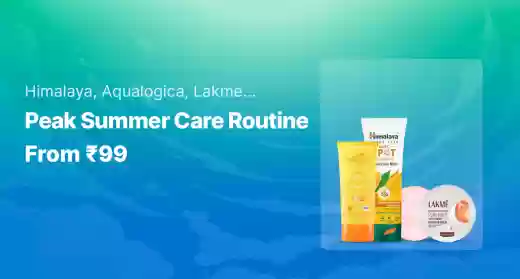 Himalaya, Aqualogica, Lakme...
Peak Summer Care Routine
From ₹99
Himalaya
LAKMĒ